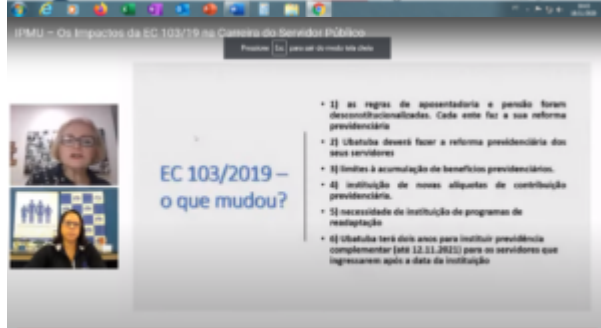 IPMU – Os Impactos da EC 103/19 na Carreira do Servidor Público
Pressione Esc para sair do modo tela cheia
EC 103/2019 –
o que mudou?
• 1) as regras de aposentadoria e pensão foram
desconstitucionalizadas. Cada ente faz a sua reforma
previdenciária
• 2) Ubatuba deverá fazer a reforma previdenciária dos
seus servidores
• 3) limites à acumulação de benefícios previdenciários.
• 4) instituição de novas alíquotas de contribuição
previdenciária.
• 5) necessidade de instituição de programas de
readaptação
• 6) Ubatuba terá dois anos para instituir previdência
complementar (até 12.11.2021) para os servidores que
ingressarem após a data da instituição